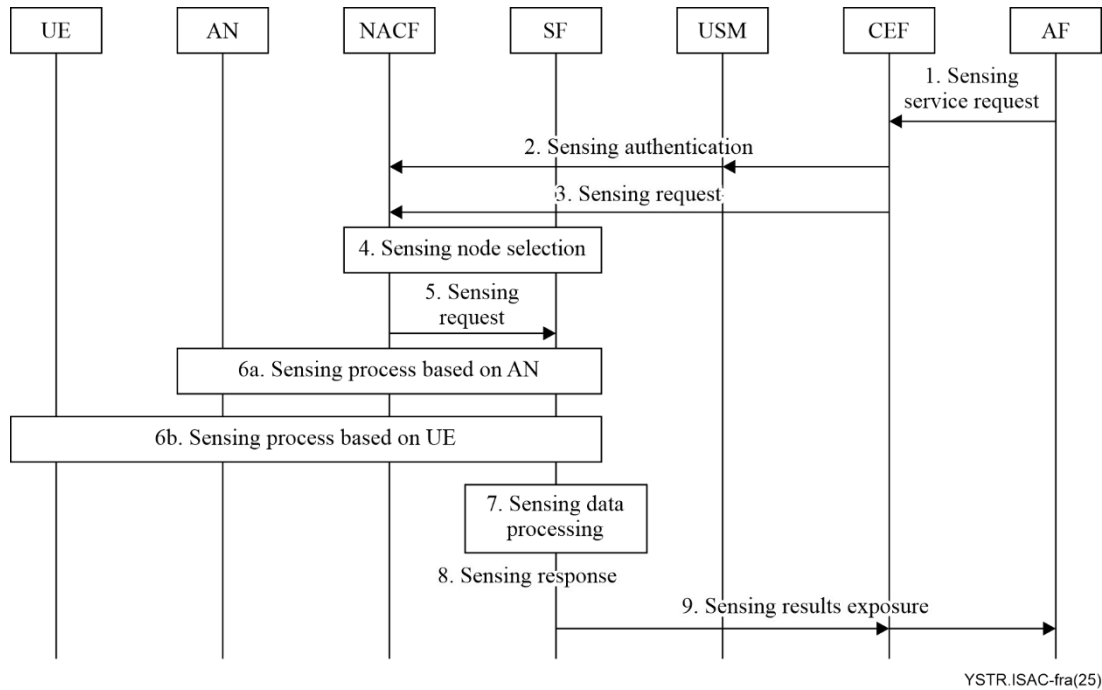 UE AN NACF SF USM CEF AF
1. Sensing
service request
2. Sensing authentication
3. Sensing request
4. Sensing node selection
5. Sensing
request
6a. Sensing process based on AN
6b. Sensing process based on UE
7. Sensing data
processing
8. Sensing response
9. Sensing results exposure
YSTR.ISAC-fra(25)